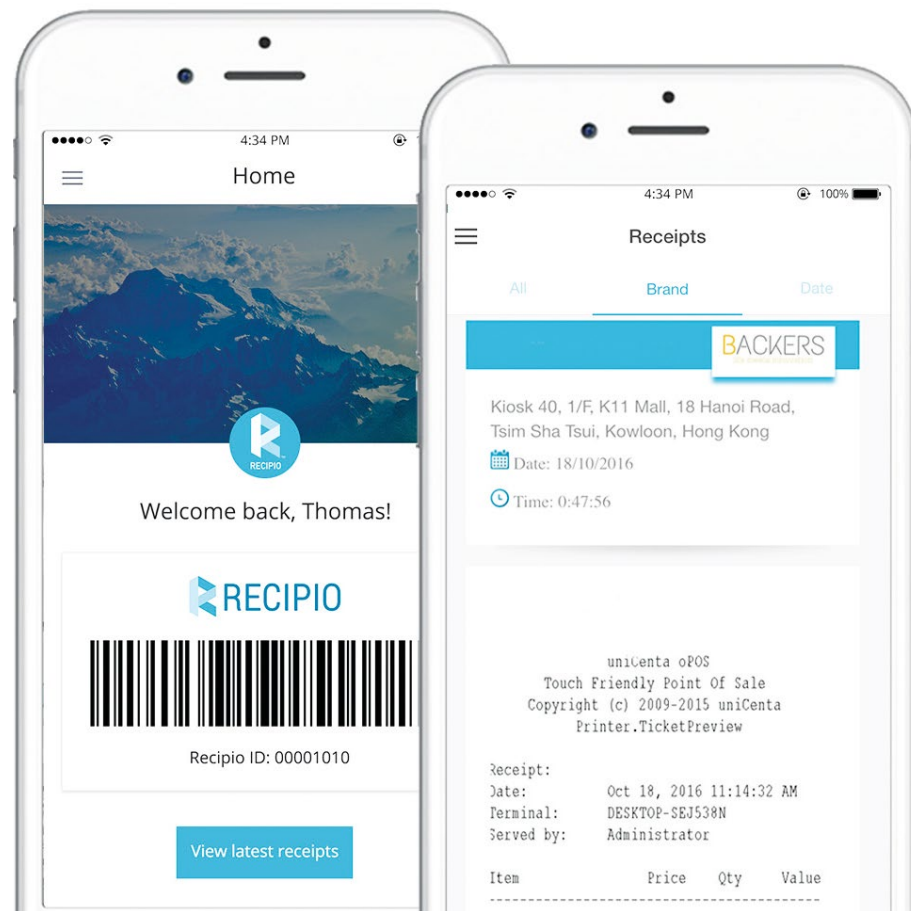 4:34 PM
Home
RECIPIO
Welcome back, Thomas!
RECIPIO
Recipio ID: 00001010
View latest receipts
4:34 PM 100%
Receipts
All Brand Date
BACKERS
Kiosk 40, 1/F, K11 Mall, 18 Hanoi Road,
Tsim Sha Tsui, Kowloon, Hong Kong
Date: 18/10/2016
Time: 0:47:56
uniCenta oPOS
Touch Friendly Point Of Sale
Copyright (c) 2009-2015 uniCenta
Printer.TicketPreview
Receipt:
Date: Oct 18, 2016 11:14:32 AM
Terminal: DESKTOP-SEJ538N
Served by: Administrator
Item Price Qty Value